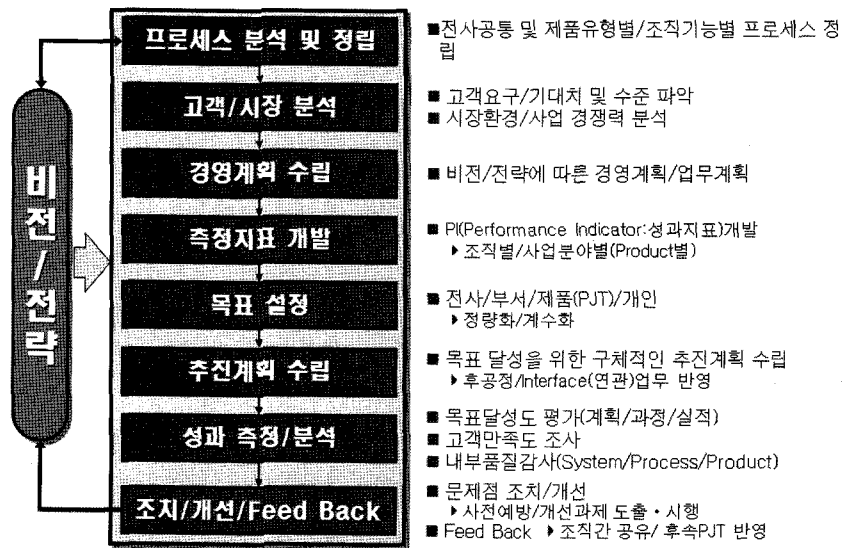 비전/전략
프로세스 분석 및 정립
■전사공통 및 제품유형별/조직기능별 프로세스 정
립
고객/시장 분석
■ 고객요구/기대치 및 수준 파악
■ 시장환경/사업 경쟁력 분석
경영계획 수립
■ 비전/전략에 따른 경영계획/업무계획
측정지표 개발
■ PI(Performance Indicator:성과지표)개발
▶조직별/사업분야별(Product별)
목표 설정
■ 전사/부서/제품(PJT)/개인
▶정량화/계수화
추진계획 수립
■ 목표 달성을 위한 구체적인 추진계획 수립
▶후공정/Interface(연관)업무 반영
성과 측정/분석
■ 목표달성도 평가(계획/과정/실적)
■ 고객만족도 조사
■ 내부품질감사(System/Process/Product)
조치/개선/Feed Back
■ 문제점 조치/개선
▶사전예방/개선과제 도출・시행
■ Feed Back ▶조직간 공유/ 후속PJT 반영